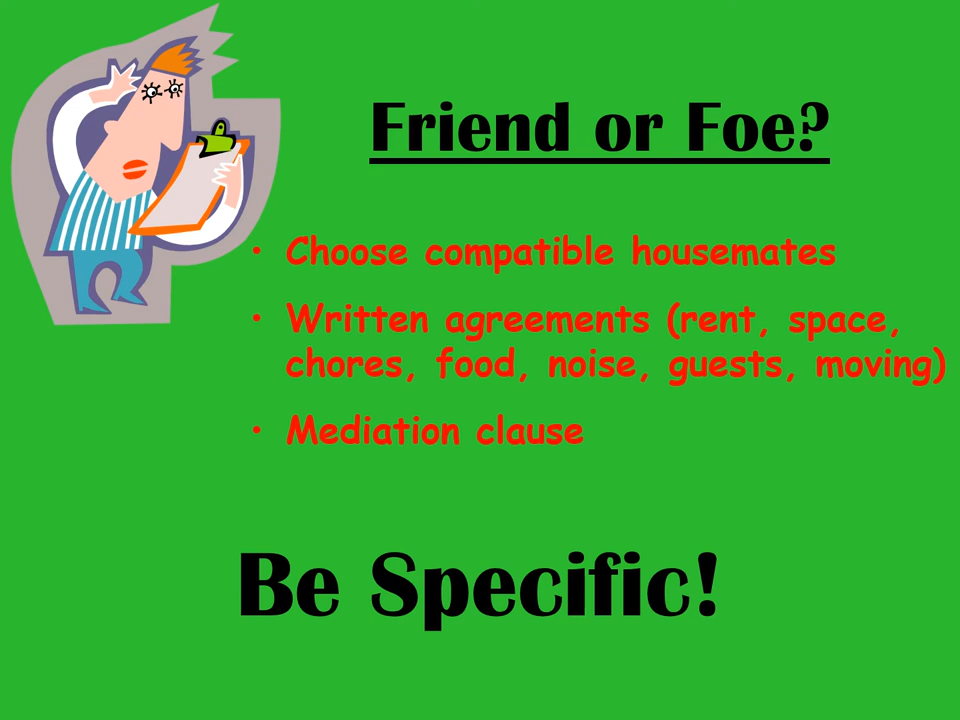 Friend or Foe?
• Choose compatible housemates
• Written agreements (rent, space,
chores, food, noise, guests, moving)
• Mediation clause
Be Specific!